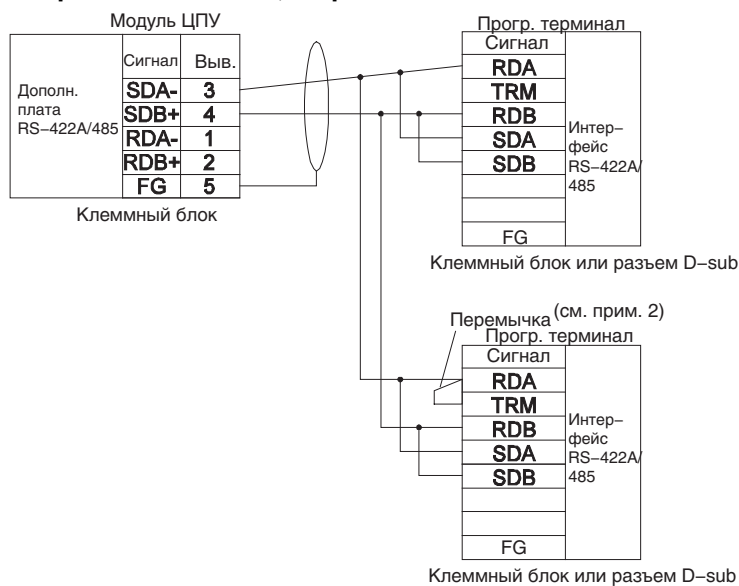 Модуль ЦПУ
Дополн.
плата
RS–422A/485
Сигнал Выв.
SDA- 3
SDB+ 4
RDA- 1
RDB+ 2
FG 5
Клеммный блок
Прогр. терминал
Сигнал
RDA
TRM
RDB
SDA
SDB
FG
Интер–
фейс
RS–422A/
485
Клеммный блок или разъем D–sub
Перемычка (см. прим. 2)
Прогр. терминал
Сигнал
RDA
TRM
RDB
SDA
SDB
FG
Интер–
фейс
RS–422A/
485
Клеммный блок или разъем D–sub